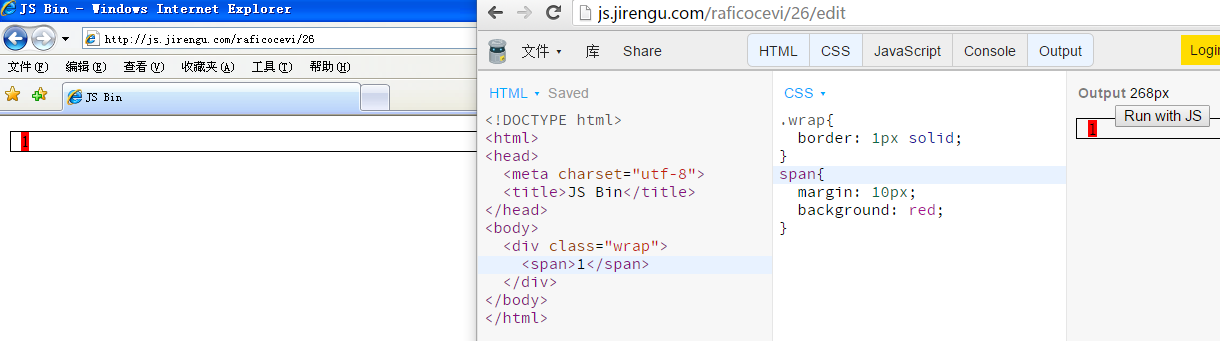 JS Bin - Windows Internet Explorer
http://js.jirengu.com/raficocevi/26
文件(F) 编辑(E) 查看(V) 收藏夹(A) 工具(T) 帮助(H)
JS Bin
1
js.jirengu.com/raficocevi/26/edit
文件 库 Share HTML CSS JavaScript Console Output Login
HTML Saved
<!DOCTYPE html>
<html>
<head>
<meta charset="utf-8">
<title>JS Bin</title>
</head>
<body>
<div class="wrap">
<span>1</span>
</div>
</body>
</html>
CSS
.wrap{
border: 1px solid;
}
span{
margin: 10px;
background: red;
}
Output 268px
Run with JS
1